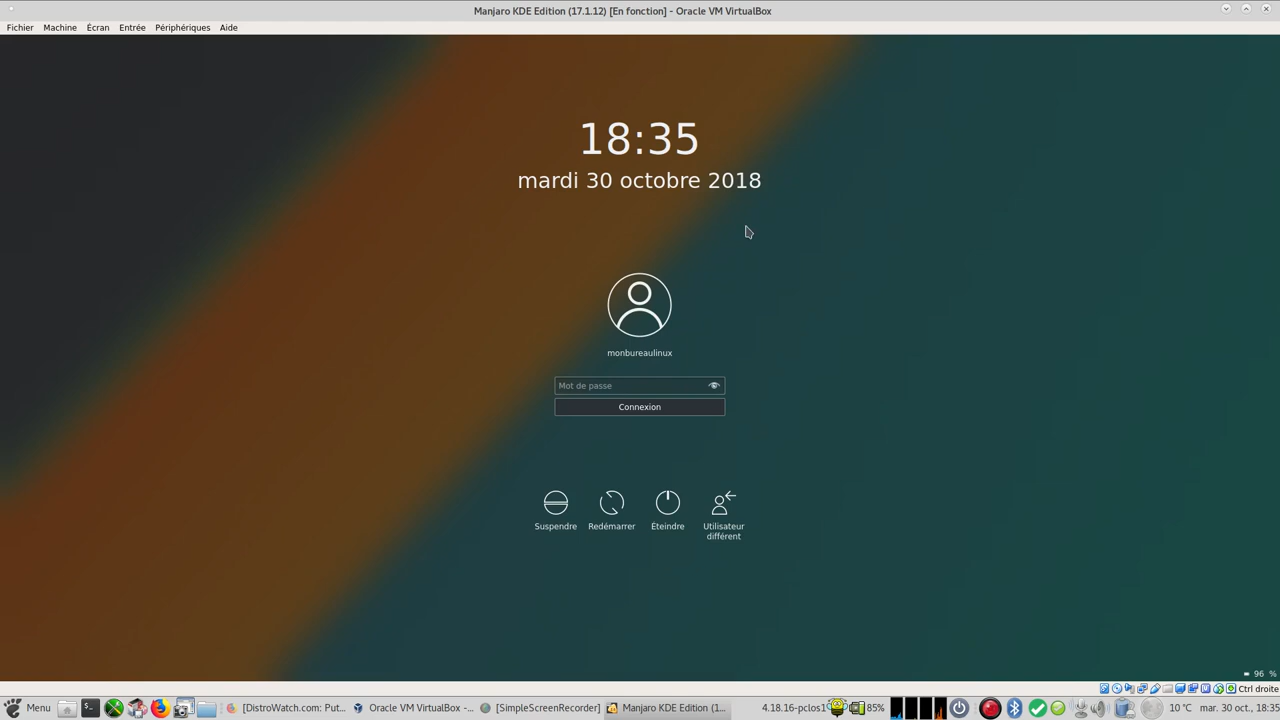 Manjaro KDE Edition (17.1.12) [En fonction] - Oracle VM VirtualBox
Fichier Machine Écran Entrée Périphériques Aide
18:35
mardi 30 octobre 2018
monbureaulinux
Mot de passe
Connexion
Suspendre Redémarrer Éteindre Utilisateur
différent
96 %
Ctrl droite
Menu [DistroWatch.com: Put... Oracle VM VirtualBox -... [SimpleScreenRecorder] Manjaro KDE Edition (1... 4.18.16-pclos 85% 10 °C mar. 30 oct., 18:35